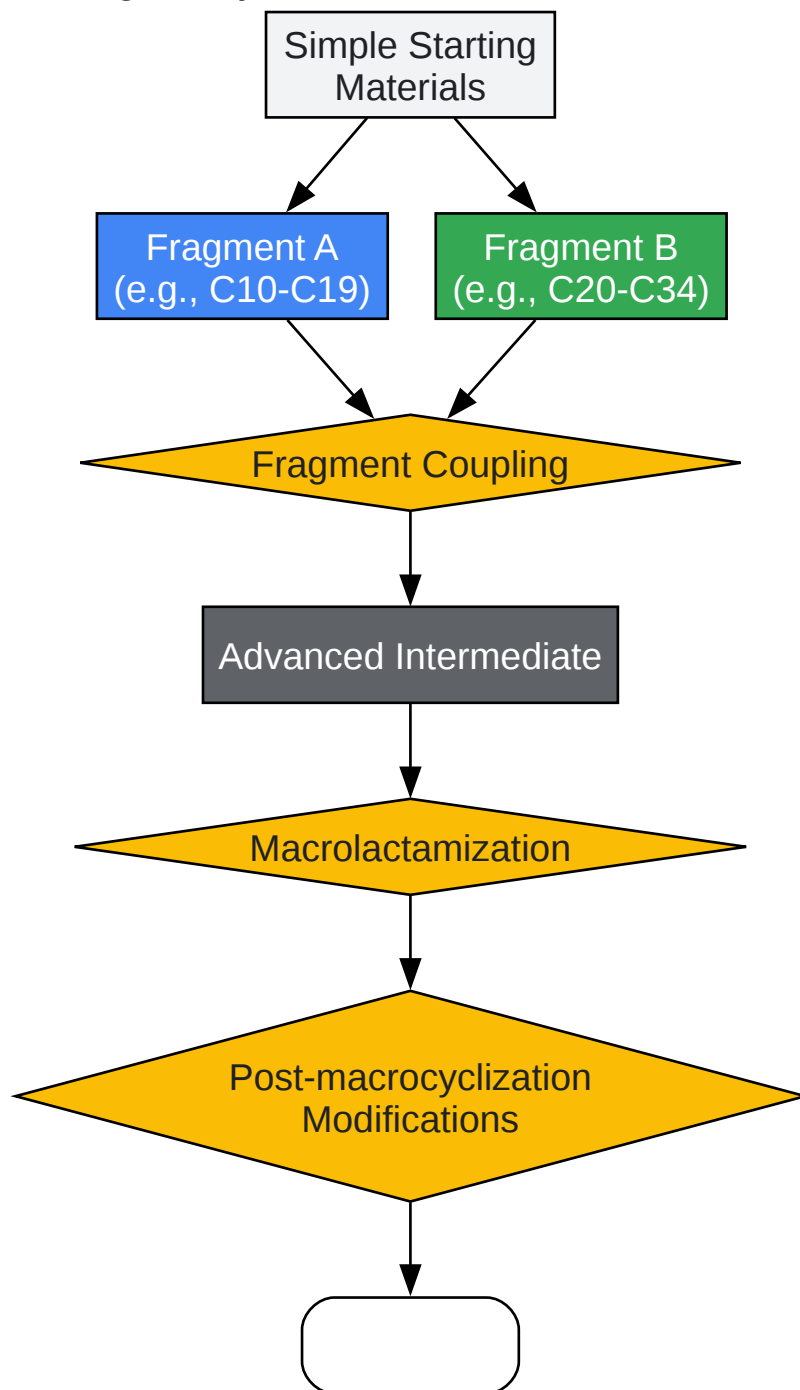 Simple Starting
Materials
Fragment A
(e.g., C10-C19)
Fragment B
(e.g., C20-C34)
Fragment Coupling
Advanced Intermediate
Macrolactamization
Post-macrocyclization
Modifications